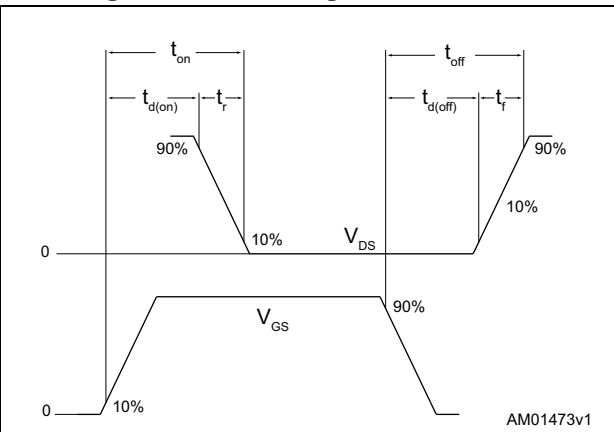 t on
t off
t d(on)
t r
t d(off)
t f
90%
90%
10%
10%
V DS
0
90%
V GS
10%
0
AM01473v1